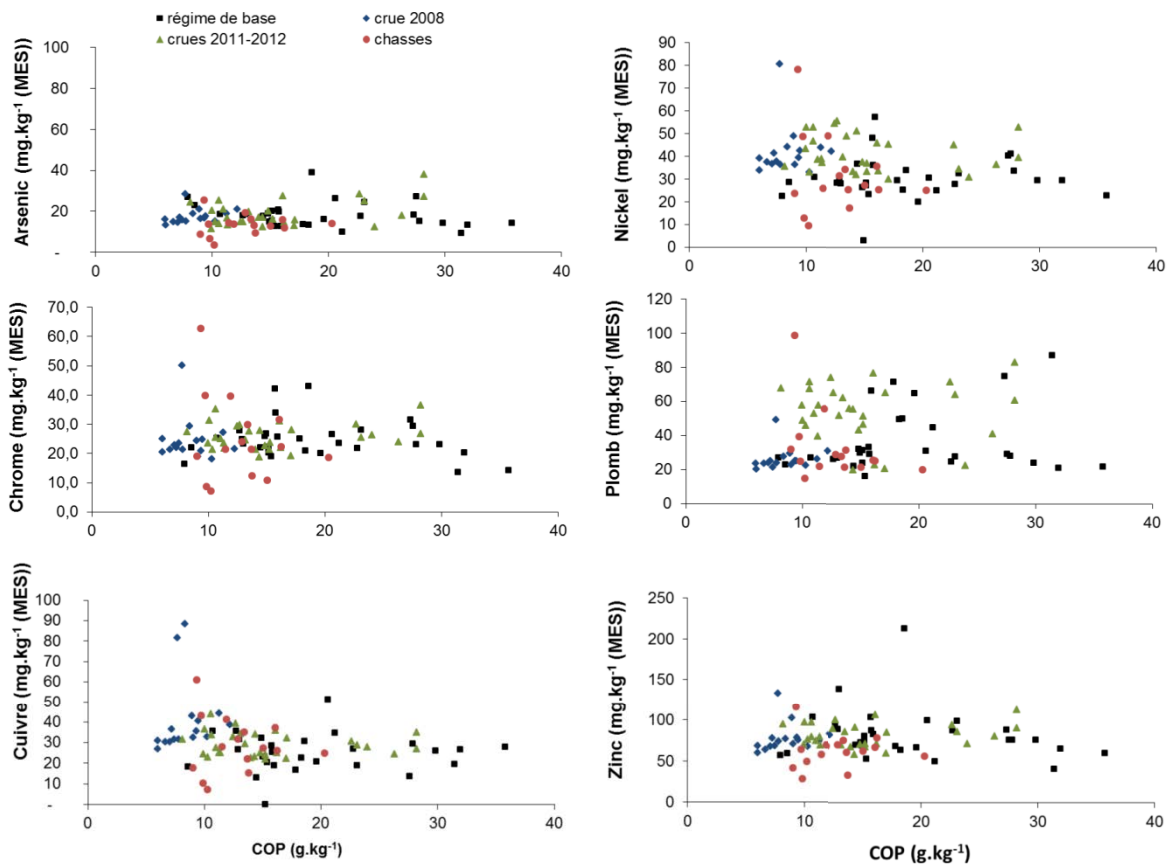 régime de base
crue 2008
crues 2011-2012
chasses
Arsenic (mg.kg⁻¹ (MES))
100
80
60
40
20
-
0 10 20 30 40
Nickel (mg.kg⁻¹ (MES))
90
80
70
60
50
40
30
20
10
0
0 10 20 30 40
Chrome (mg.kg⁻¹ (MES))
70,0
60,0
50,0
40,0
30,0
20,0
10,0
0,0
0 10 20 30 40
Plomb (mg.kg⁻¹ (MES))
120
100
80
60
40
20
0
0 10 20 30 40
Cuivre (mg.kg⁻¹ (MES))
100
90
80
70
60
50
40
30
20
10
-
0 10 20 30 40
COP (g.kg⁻¹)
Zinc (mg.kg⁻¹ (MES))
250
200
150
100
50
0
0 10 20 30 40
COP (g.kg⁻¹)